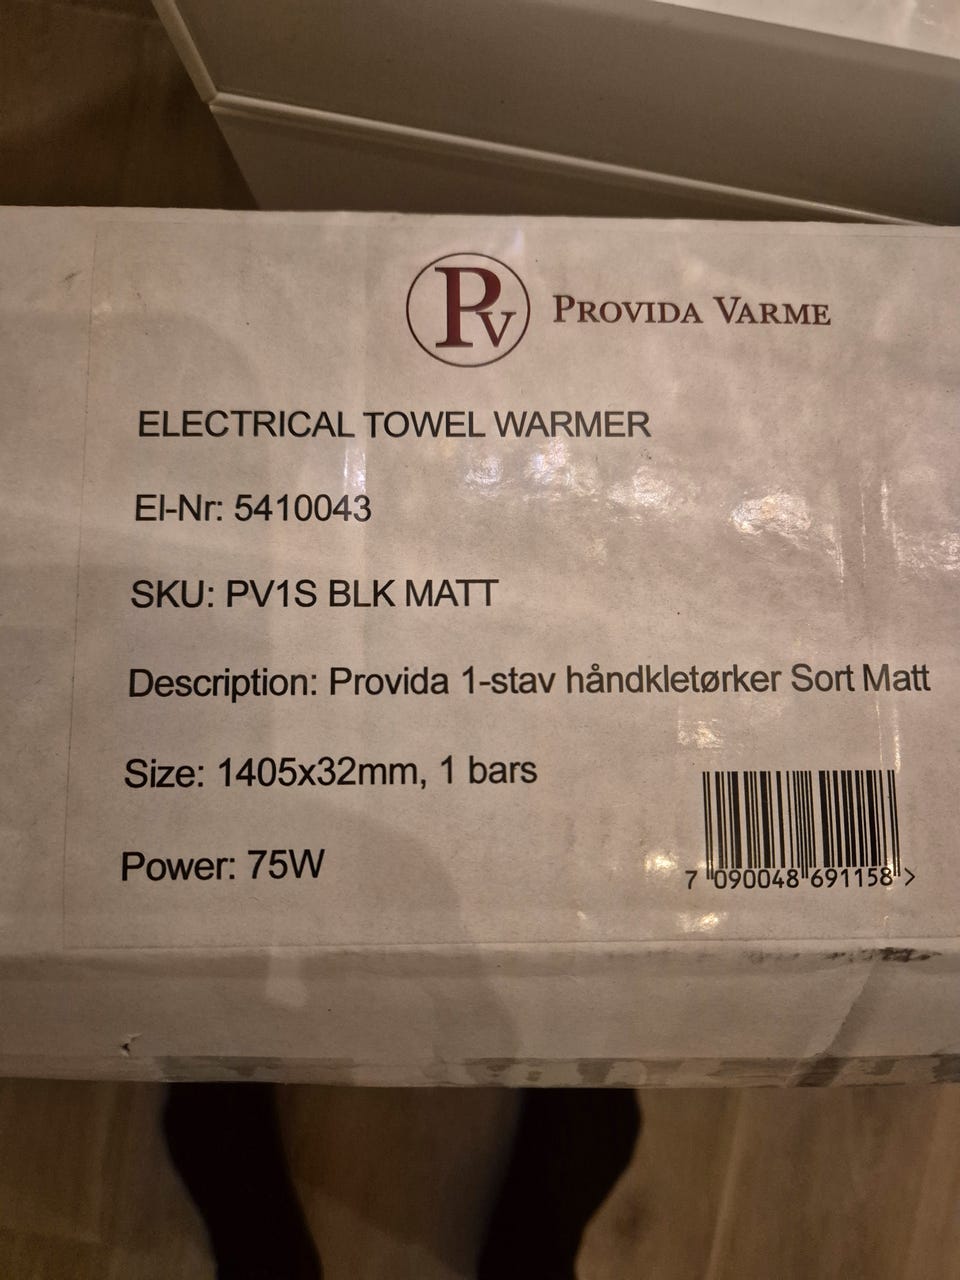 PV PROVIDA VARME
ELECTRICAL TOWEL WARMER
El-Nr: 5410043
SKU: PV1S BLK MATT
Description: Provida 1-stav håndkletørker Sort Matt
Size: 1405x32mm, 1 bars
Power: 75W
7 090048 691158 >